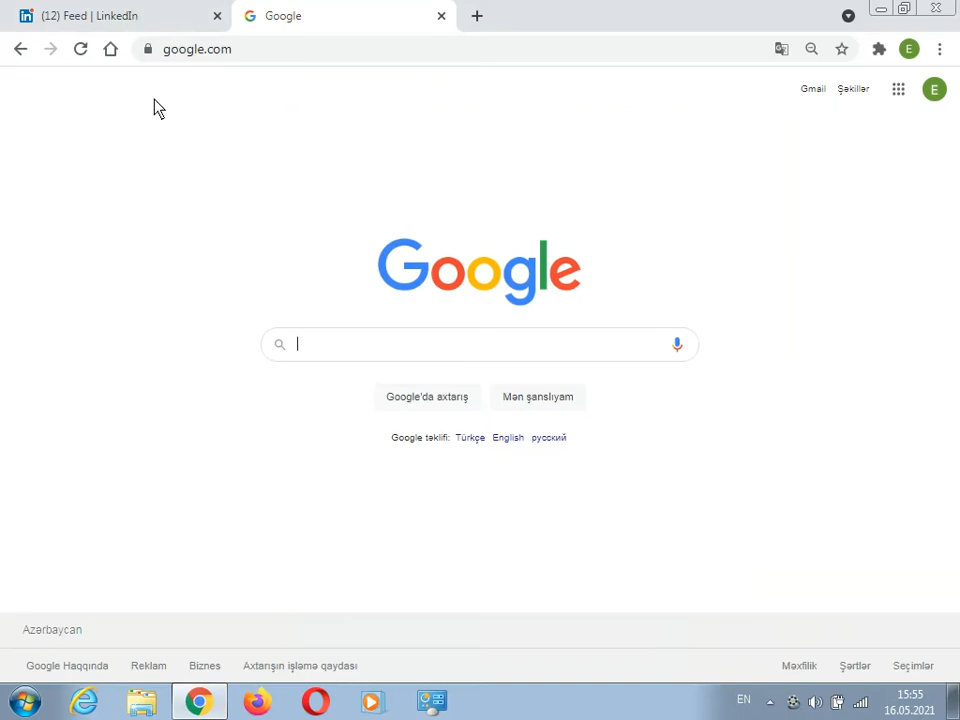 (12) Feed | LinkedIn
Google
google.com
E
Gmail Şəkillər
E
Google
Google'da axtarış Mən şanslıyam
Google təklifi: Türkçe English русский
Azərbaycan
Google Haqqında Reklam Biznes Axtarışın işləmə qaydası Məxfilik Şərtlər Seçimlər
EN
15:55
16.05.2021